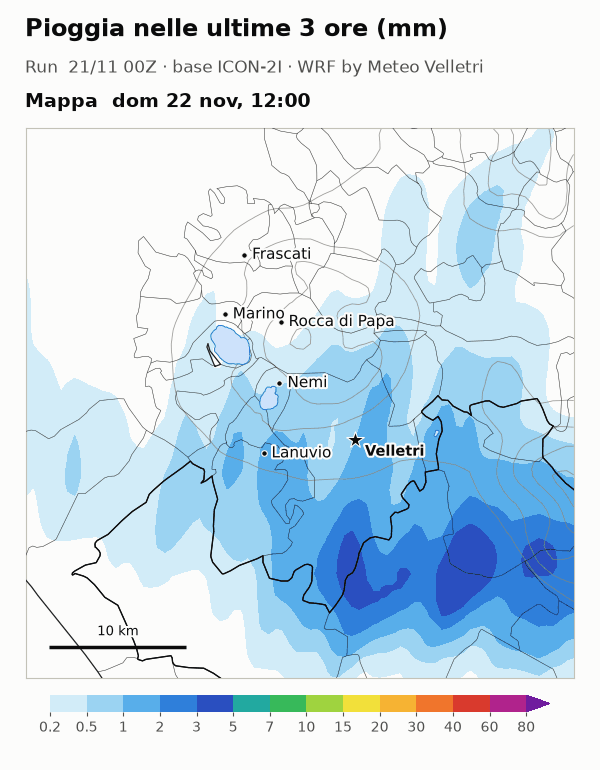 Pioggia nelle ultime 3 ore (mm)
Run  21/11 00Z · base ICON-2I · WRF by Meteo Velletri
Mappa  dom 22 nov, 12:00
Frascati
Marino
Rocca di Papa
Nemi
Velletri
Lanuvio
10 km
0.2 0.5 1 2 3 5 7 10 15 20 30 40 60 80